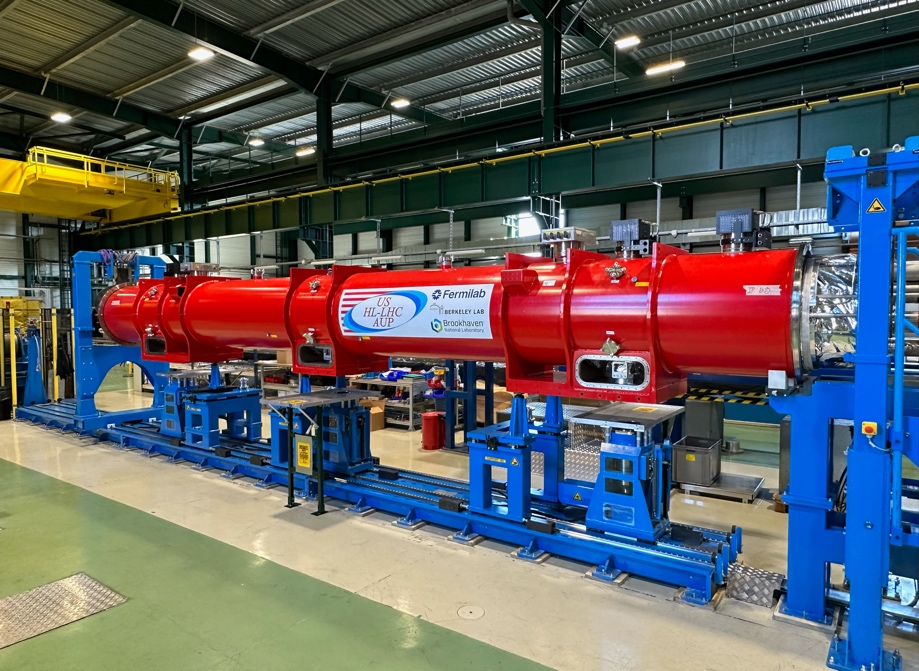 US
HL-LHC
AUP
Fermilab
BERKELEY LAB
Brookhaven
National Laboratory